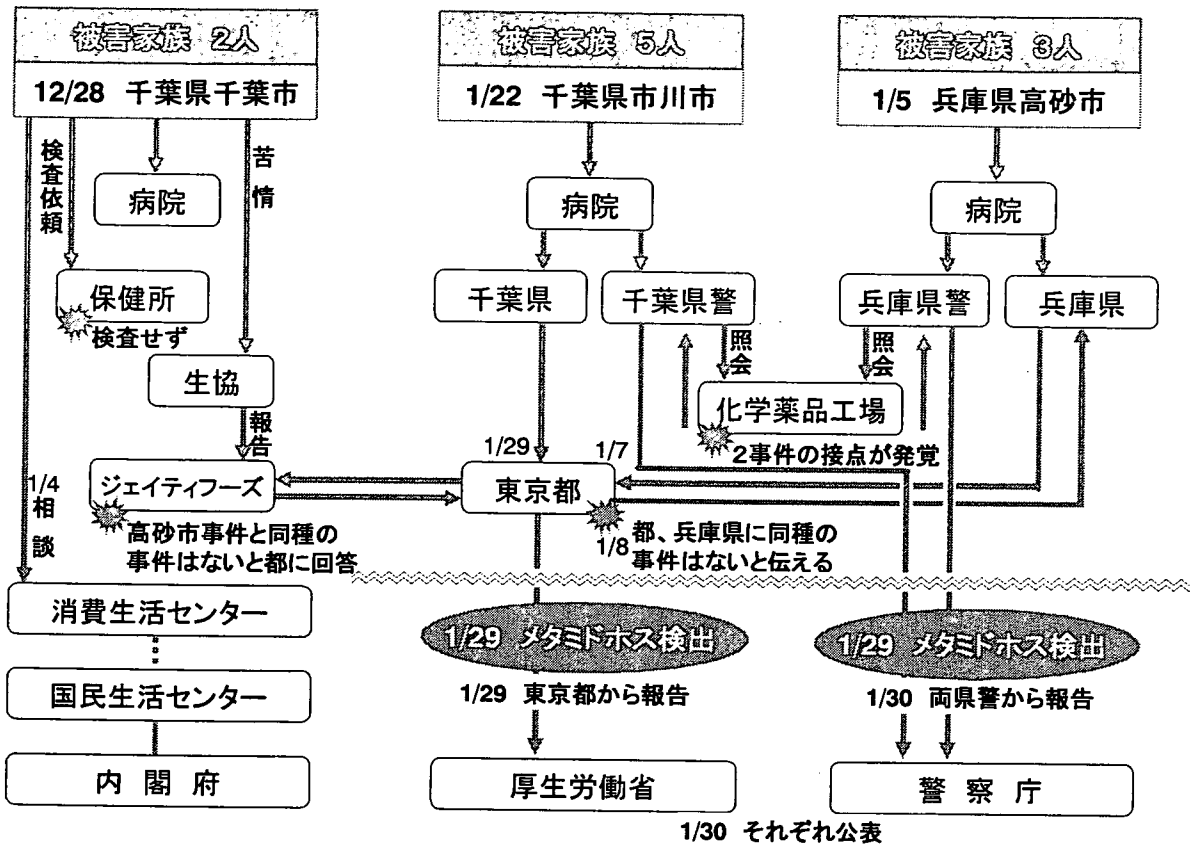 被害家族 2人
12/28 千葉県千葉市
被害家族 5人
1/22 千葉県市川市
被害家族 3人
1/5 兵庫県高砂市
検査依頼
苦情
病院
病院
病院
保健所
検査せず
千葉県
千葉県警
兵庫県警
兵庫県
照会
照会
生協
化学薬品工場
2事件の接点が発覚
報告
1/29
1/7
1/4
相談
ジェイティフーズ
東京都
高砂市事件と同種の
事件はないと都に回答
1/8
都、兵庫県に同種の
事件はないと伝える
消費生活センター
1/29 メタミドホス検出
1/29 メタミドホス検出
国民生活センター
1/29 東京都から報告
1/30 両県警から報告
内閣府
厚生労働省
警察庁
1/30 それぞれ公表